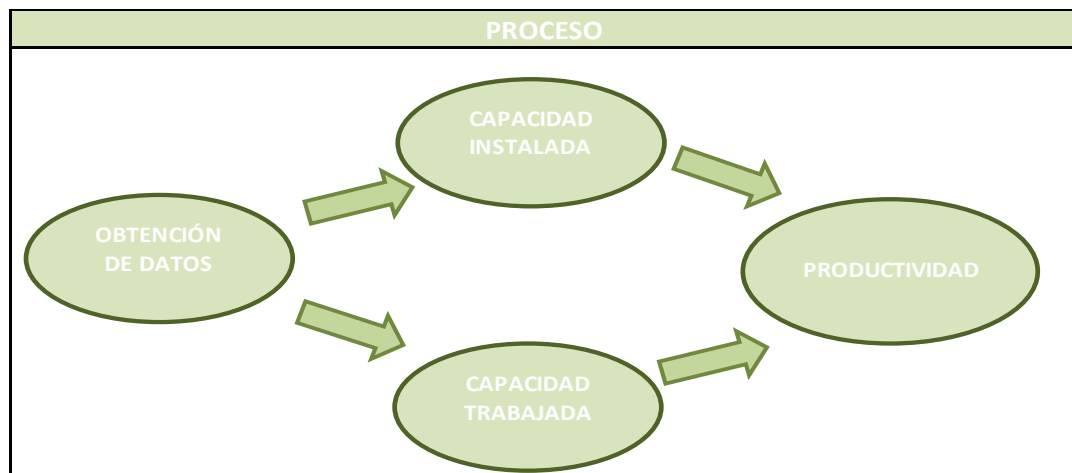 PROCESO
CAPACIDAD
INSTALADA
OBTENCIÓN
DE DATOS
PRODUCTIVIDAD
CAPACIDAD
TRABAJADA